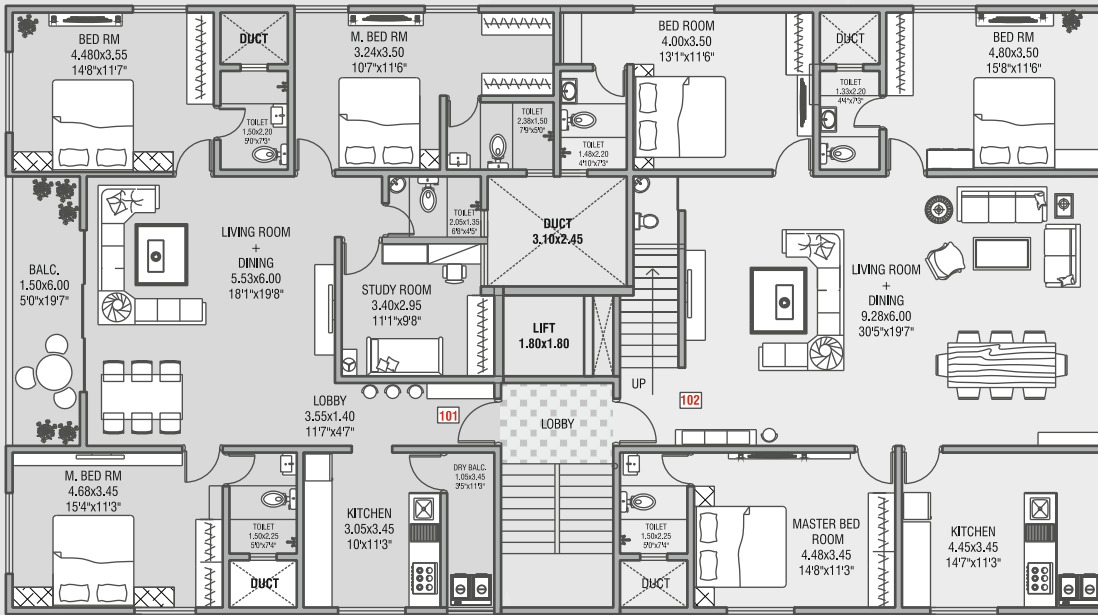 BED RM
4.480x3.55
14'8"x11'7"
DUCT
TOILET
1.50x2.20
5'0"x7'3"
M. BED RM
3.24x3.50
10'7"x11'6"
TOILET
2.38x1.50
7'9"x5'0"
TOILET
1.48x2.20
4'10"x7'3"
BED ROOM
4.00x3.50
13'1"x11'6"
DUCT
TOILET
1.33x2.20
4'4"x7'3"
BED RM
4.80x3.50
15'8"x11'6"
BALC.
1.50x6.00
5'0"x19'7"
LIVING ROOM
+
DINING
5.53x6.00
18'1"x19'8"
TOILET
2.05x1.35
6'8"x4'5"
DUCT
3.10x2.45
STUDY ROOM
3.40x2.95
11'1"x9'8"
LIFT
1.80x1.80
UP
LIVING ROOM
+
DINING
9.28x6.00
30'5"x19'7"
LOBBY
3.55x1.40
11'7"x4'7"
101
LOBBY
102
M. BED RM
4.68x3.45
15'4"x11'3"
TOILET
1.50x2.25
5'0"x7'4"
DUCT
KITCHEN
3.05x3.45
10'x11'3"
DRY BALC.
1.05x3.45
3'5"x11'3"
TOILET
1.50x2.25
5'0"x7'4"
DUCT
MASTER BED
ROOM
4.48x3.45
14'8"x11'3"
KITCHEN
4.45x3.45
14'7"x11'3"